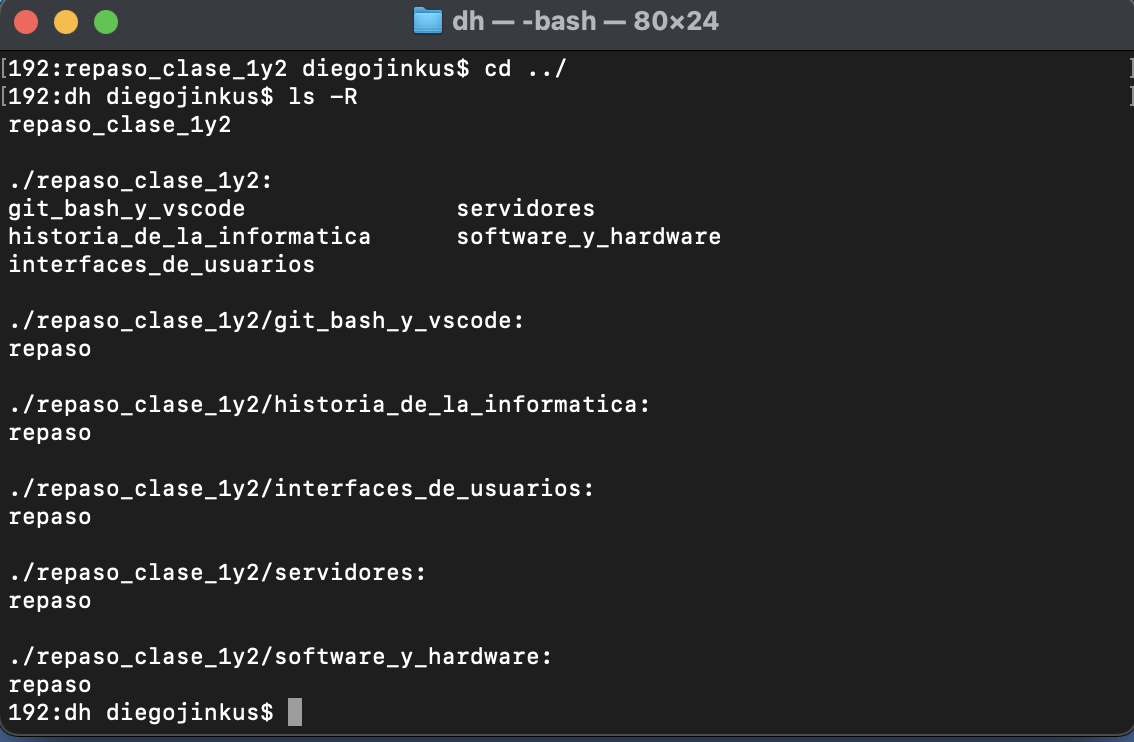 dh — -bash — 80×24
[192:repaso_clase_1y2 diegojinkus$ cd ../ ]
[192:dh diegojinkus$ ls -R ]
repaso_clase_1y2
./repaso_clase_1y2:
git_bash_y_vscode servidores
historia_de_la_informatica software_y_hardware
interfaces_de_usuarios
./repaso_clase_1y2/git_bash_y_vscode:
repaso
./repaso_clase_1y2/historia_de_la_informatica:
repaso
./repaso_clase_1y2/interfaces_de_usuarios:
repaso
./repaso_clase_1y2/servidores:
repaso
./repaso_clase_1y2/software_y_hardware:
repaso
192:dh diegojinkus$